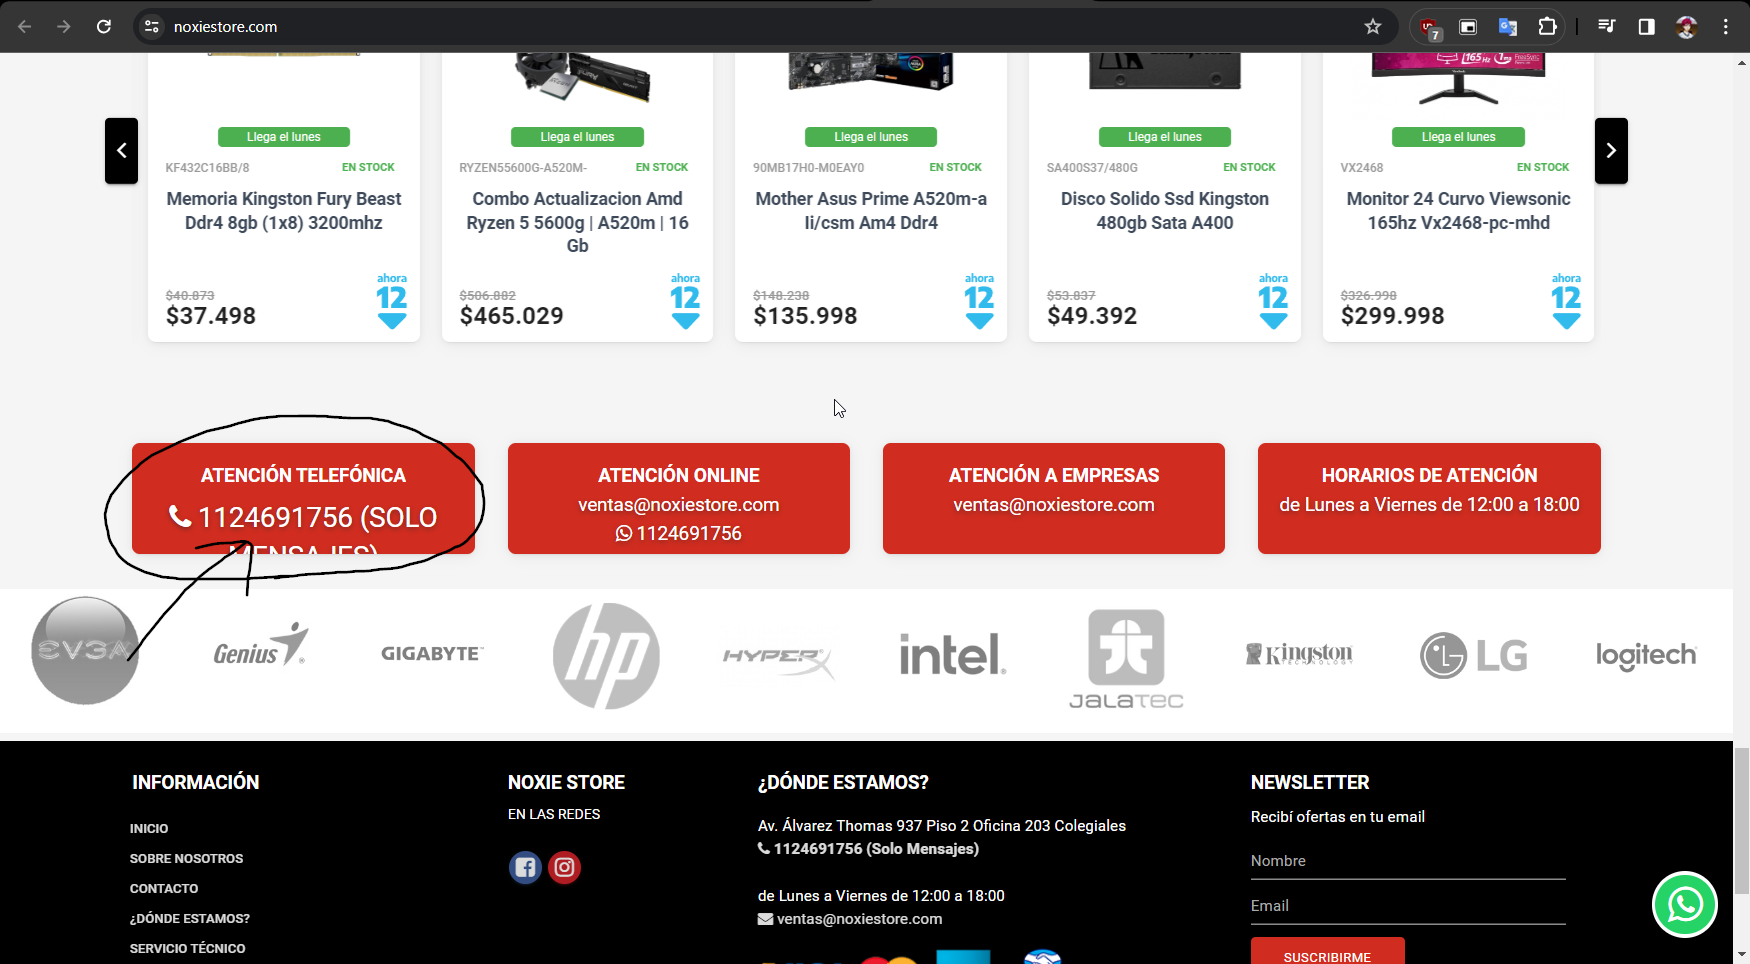 noxiestore.com
7
Llega el lunes
KF432C16BB/8 EN STOCK
Memoria Kingston Fury Beast
Ddr4 8gb (1x8) 3200mhz
$40.873
$37.498
ahora
12
FURY
Llega el lunes
RYZEN55600G-A520M- EN STOCK
Combo Actualizacion Amd
Ryzen 5 5600g | A520m | 16
Gb
$506.882
$465.029
ahora
12
Llega el lunes
90MB17H0-M0EAY0 EN STOCK
Mother Asus Prime A520m-a
Ii/csm Am4 Ddr4
$148.238
$135.998
ahora
12
Llega el lunes
SA400S37/480G EN STOCK
Disco Solido Ssd Kingston
480gb Sata A400
$53.837
$49.392
ahora
12
165 Hz 1ms
Llega el lunes
VX2468 EN STOCK
Monitor 24 Curvo Viewsonic
165hz Vx2468-pc-mhd
$326.998
$299.998
ahora
12
ATENCIÓN TELEFÓNICA
1124691756 (SOLO
MENSAJES)
ATENCIÓN ONLINE
ventas@noxiestore.com
1124691756
ATENCIÓN A EMPRESAS
ventas@noxiestore.com
HORARIOS DE ATENCIÓN
de Lunes a Viernes de 12:00 a 18:00
EVGA
Genius
GIGABYTE
hp
HYPERX
intel.
JALATEC
Kingston
TECHNOLOGY
LG
logitech
INFORMACIÓN
INICIO
SOBRE NOSOTROS
CONTACTO
¿DÓNDE ESTAMOS?
SERVICIO TÉCNICO
NOXIE STORE
EN LAS REDES
¿DÓNDE ESTAMOS?
Av. Álvarez Thomas 937 Piso 2 Oficina 203 Colegiales
1124691756 (Solo Mensajes)
de Lunes a Viernes de 12:00 a 18:00
ventas@noxiestore.com
NEWSLETTER
Recibí ofertas en tu email
Nombre
Email
SUSCRIBIRME